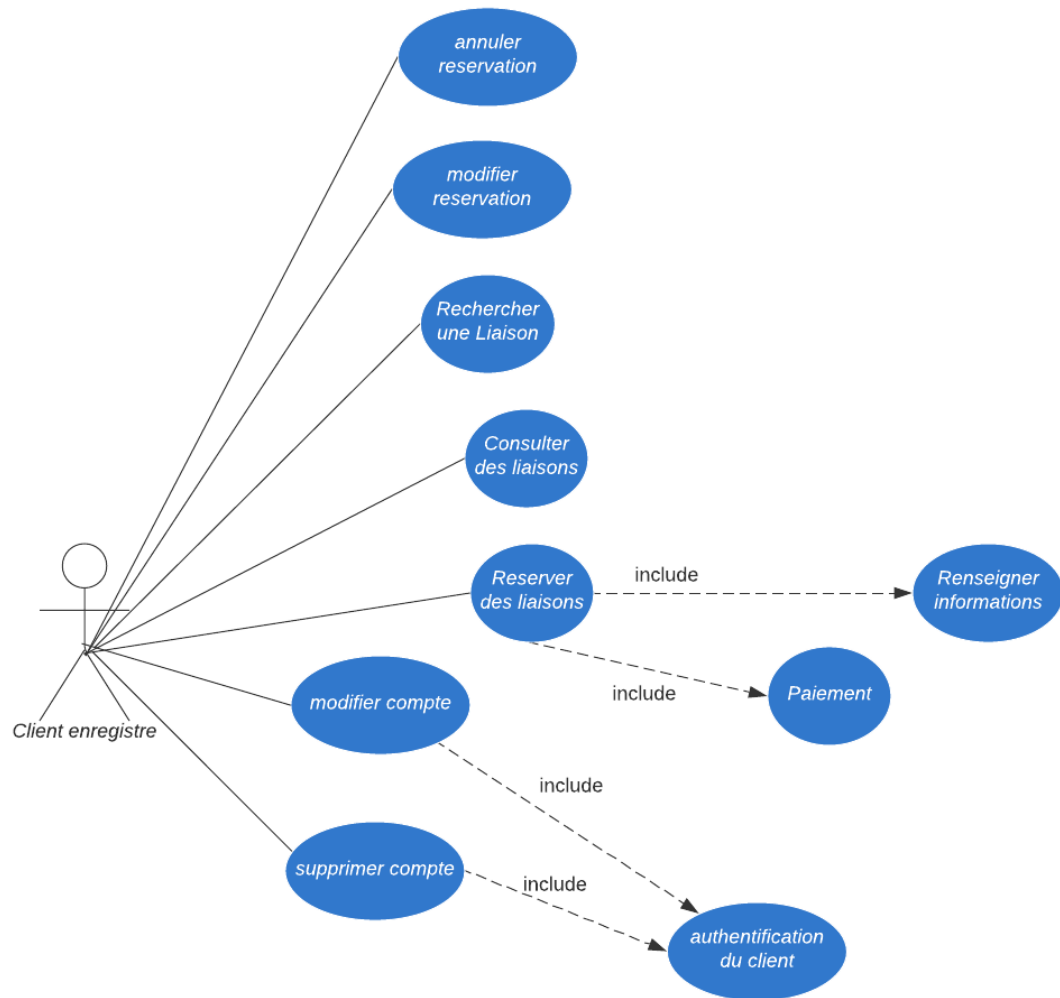 annuler
reservation
modifier
reservation
Rechercher
une Liaison
Consulter
des liaisons
Reserver
des liaisons
include
Renseigner
informations
include
Paiement
modifier compte
Client enregistre
include
supprimer compte
include
authentification
du client